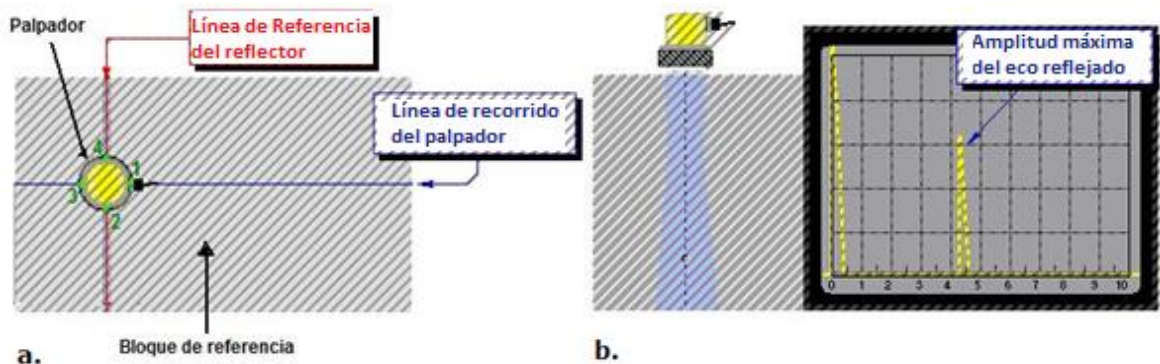 Palpador
Línea de Referencia
del reflector
Línea de recorrido
del palpador
4
1
3
2
Bloque de referencia
a.
Amplitud máxima
del eco reflejado
0 1 2 3 4 5 6 7 8 9 10
b.